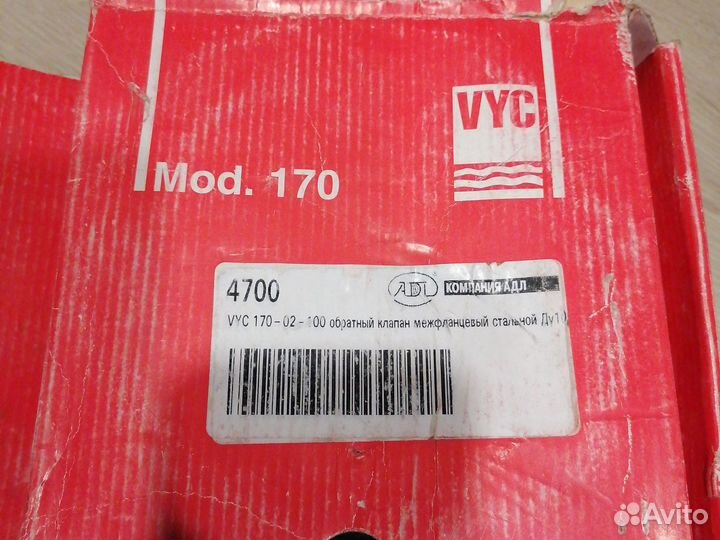 VYC
Mod. 170
4700
ADL КОМПАНИЯ АДЛ
VYC 170-02-100 обратный клапан межфланцевый стальной
Avito